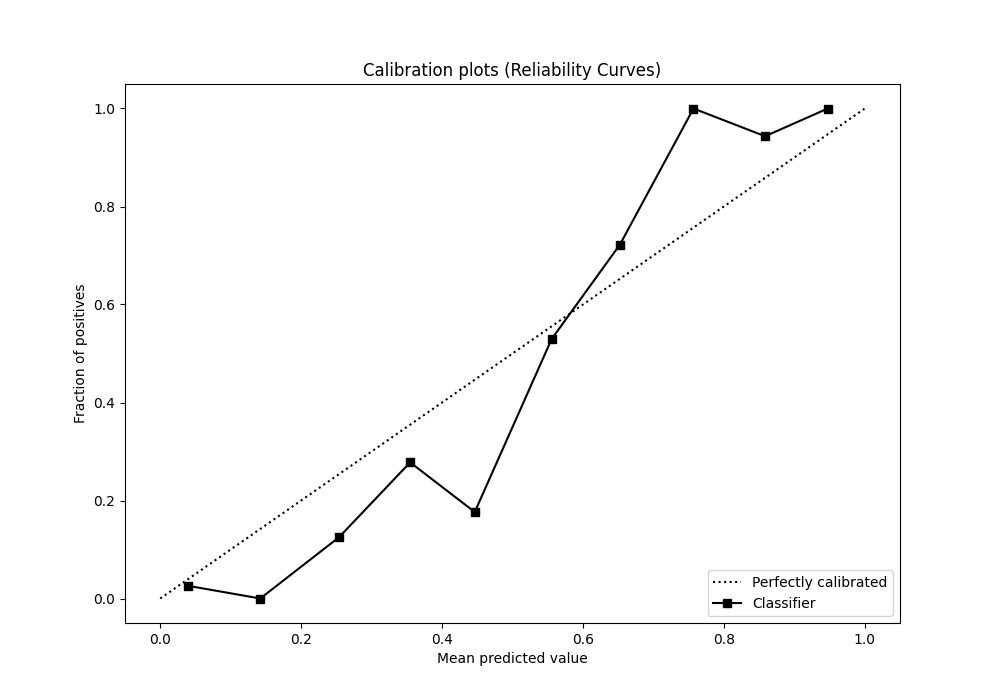 Calibration plots (Reliability Curves)
1.0
0.8
0.6
0.4
0.2
0.0
Fraction of positives
0.0 0.2 0.4 0.6 0.8 1.0
Mean predicted value
Perfectly calibrated
Classifier